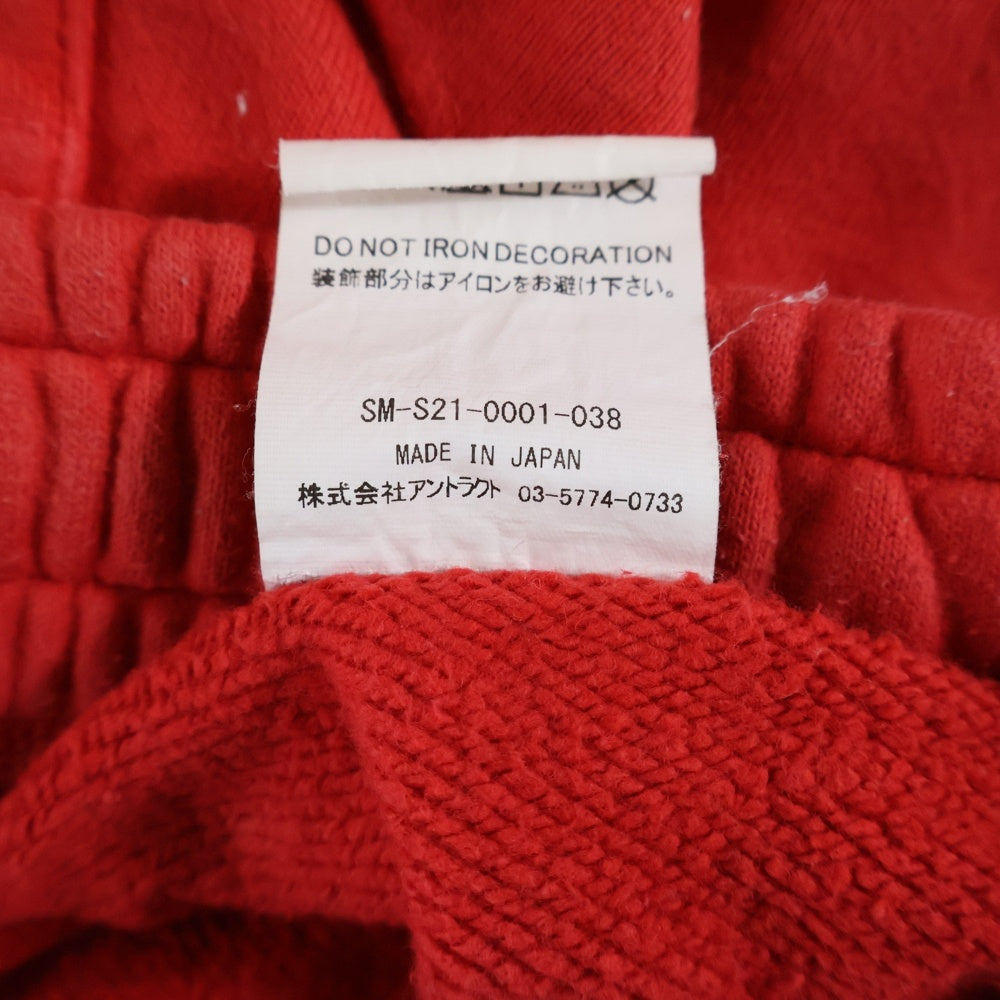 DO NOT IRON DECORATION
装飾部分はアイロンをお避け下さい。
SM-S21-0001-038
MADE IN JAPAN
株式会社アントラクト 03-5774-0733